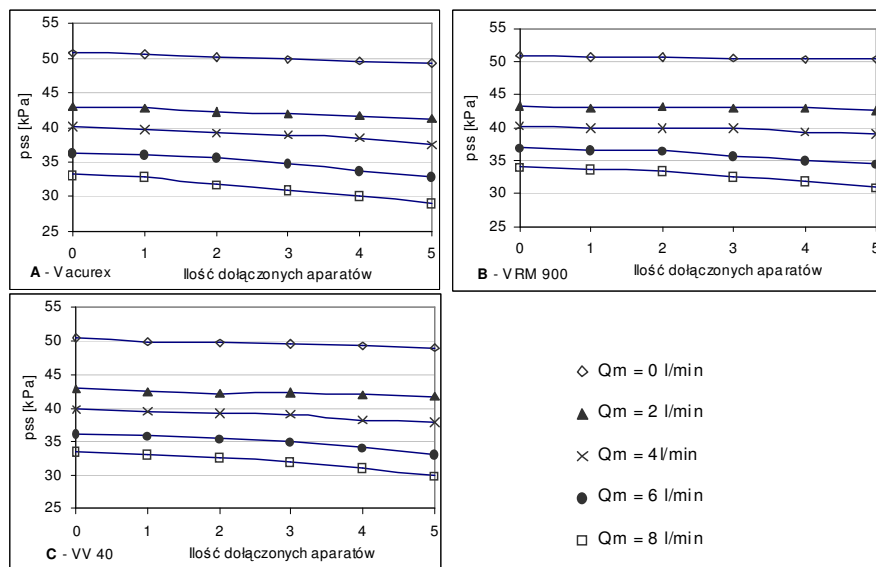 55
50
45
40
35
30
25
pss [kPa]
0 1 2 3 4 5
A - Vacurex Ilość dołączonych aparatów
55
50
45
40
35
30
25
0 1 2 3 4 5
B - VRM 900 Ilość dołączonych aparatów
55
50
45
40
35
30
25
pss [kPa]
0 1 2 3 4 5
C - VV 40 Ilość dołączonych aparatów
Qm = 0 l/min
Qm = 2 l/min
Qm = 4 l/min
Qm = 6 l/min
Qm = 8 l/min